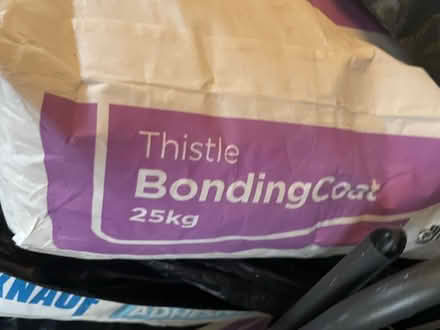 Thistle
BondingCoat
25kg
KNAUF